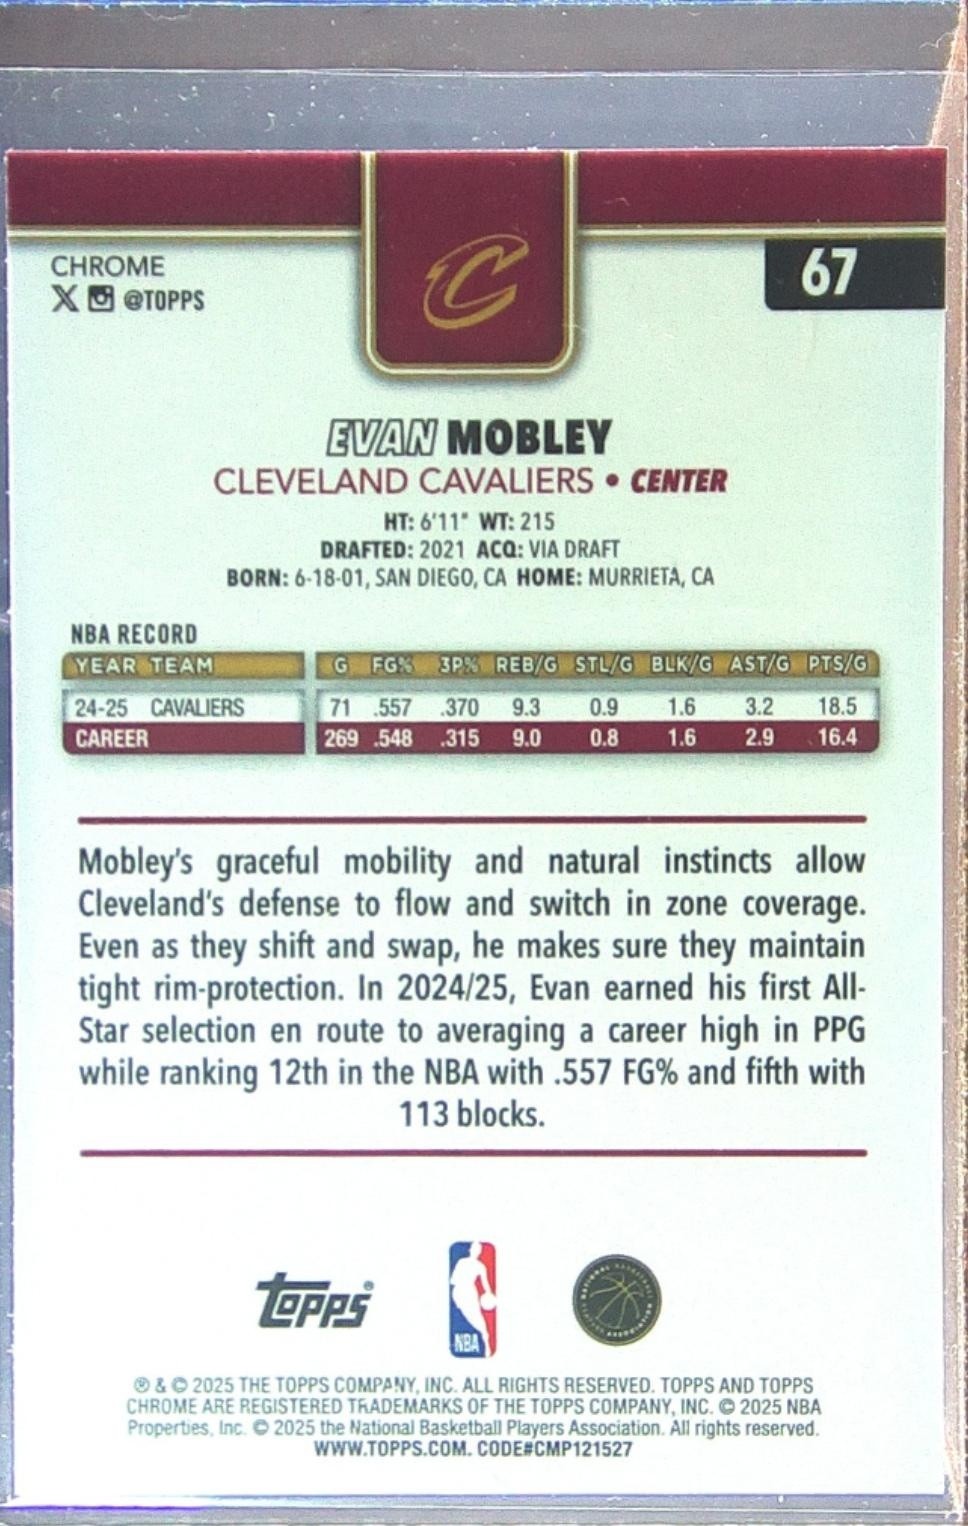 CHROME
67
@TOPPS
EVAN MOBLEY
CLEVELAND CAVALIERS • CENTER
HT: 6'11" WT: 215
DRAFTED: 2021 ACQ: VIA DRAFT
BORN: 6-18-01, SAN DIEGO, CA HOME: MURRIETA, CA
NBA RECORD
YEAR TEAM G FG% 3P% REB/G STL/G BLK/G AST/G PTS/G
24-25 CAVALIERS 71 .557 .370 9.3 0.9 1.6 3.2 18.5
CAREER 269 .548 .315 9.0 0.8 1.6 2.9 16.4
Mobley's graceful mobility and natural instincts allow
Cleveland's defense to flow and switch in zone coverage.
Even as they shift and swap, he makes sure they maintain
tight rim-protection. In 2024/25, Evan earned his first All-
Star selection en route to averaging a career high in PPG
while ranking 12th in the NBA with .557 FG% and fifth with
113 blocks.
Topps®
NBA
® & © 2025 THE TOPPS COMPANY, INC. ALL RIGHTS RESERVED. TOPPS AND TOPPS
CHROME ARE REGISTERED TRADEMARKS OF THE TOPPS COMPANY, INC. © 2025 NBA
Properties, Inc. © 2025 the National Basketball Players Association. All rights reserved.
WWW.TOPPS.COM. CODE#CMP121527